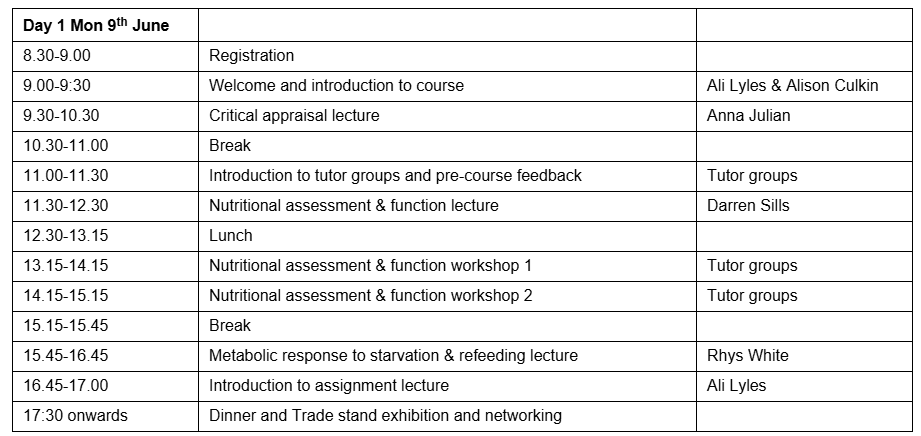 Day 1 Mon 9th June
8.30-9.00 Registration
9.00-9:30 Welcome and introduction to course Ali Lyles & Alison Culkin
9.30-10.30 Critical appraisal lecture Anna Julian
10.30-11.00 Break
11.00-11.30 Introduction to tutor groups and pre-course feedback Tutor groups
11.30-12.30 Nutritional assessment & function lecture Darren Sills
12.30-13.15 Lunch
13.15-14.15 Nutritional assessment & function workshop 1 Tutor groups
14.15-15.15 Nutritional assessment & function workshop 2 Tutor groups
15.15-15.45 Break
15.45-16.45 Metabolic response to starvation & refeeding lecture Rhys White
16.45-17.00 Introduction to assignment lecture Ali Lyles
17:30 onwards Dinner and Trade stand exhibition and networking